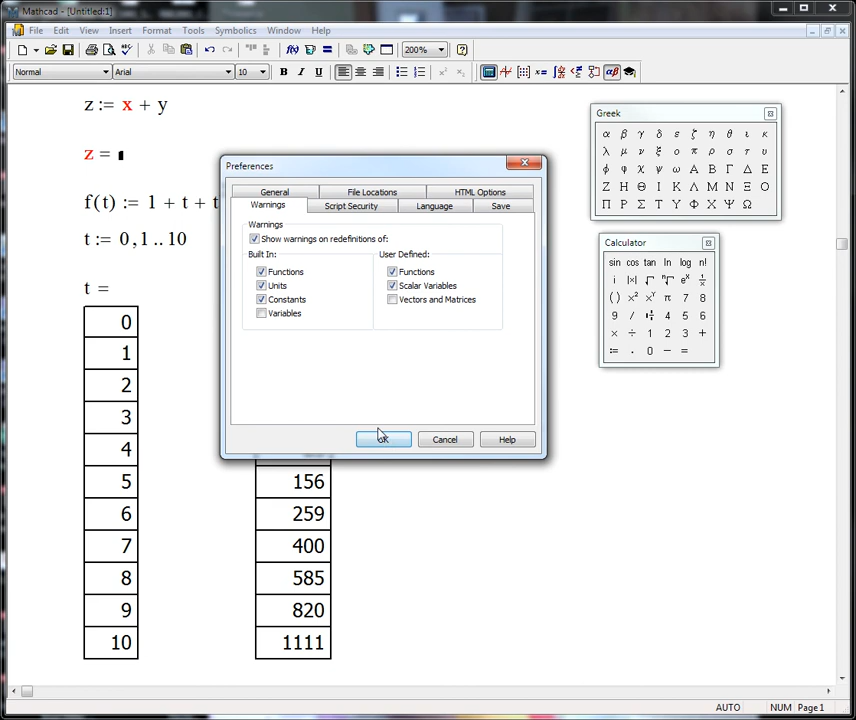 Mathcad - [Untitled:1]
File Edit View Insert Format Tools Symbolics Window Help
200%
Normal Arial 10 B I U
z := x + y
z =
f(t) := 1 + t + t
t := 0,1 .. 10
t =
0
1
2
3
4
5
6
7
8
9
10
156
259
400
585
820
1111
Preferences
General File Locations HTML Options
Warnings Script Security Language Save
Warnings
Show warnings on redefinitions of:
Built In: User Defined:
Functions Functions
Units Scalar Variables
Constants Vectors and Matrices
Variables
OK Cancel Help
Greek
α β γ δ ε ζ η θ ι κ
λ μ ν ξ ο π ρ σ τ υ
ϕ φ χ ψ ω Α Β Γ Δ Ε
Ζ Η Θ Ι Κ Λ Μ Ν Ξ Ο
Π Ρ Σ Τ Υ Φ Χ Ψ Ω
Calculator
sin cos tan ln log n!
i |×| √ ⁿ√ eˣ 1/x
( ) x² xʸ π 7 8
9 / 4 5 6
× ÷ 1 2 3 +
:= . 0 − =
AUTO NUM Page 1